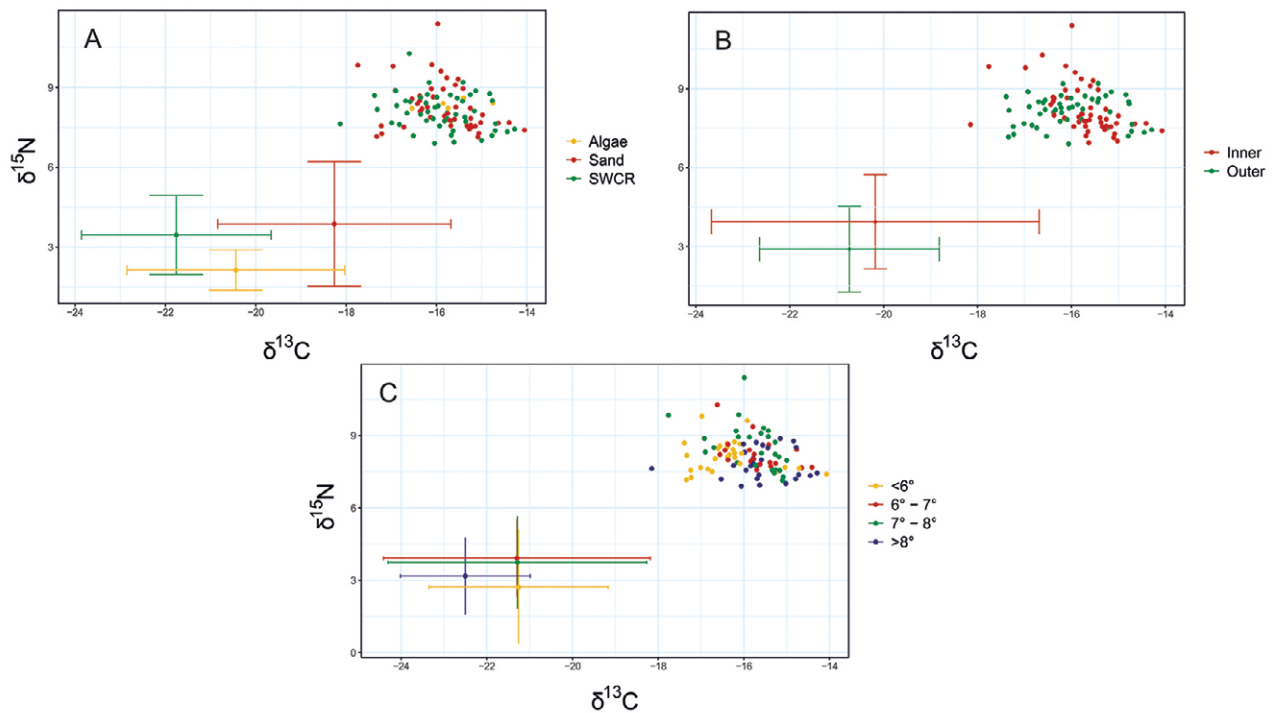 A
9
6
3
δ15N
−24
−22
−20
−18
−16
−14
δ13C
Algae
Sand
SWCR
B
9
6
3
−24
−22
−20
−18
−16
−14
δ13C
Inner
Outer
C
9
6
3
0
δ15N
−24
−22
−20
−18
−16
−14
δ13C
<6°
6° − 7°
7° − 8°
>8°